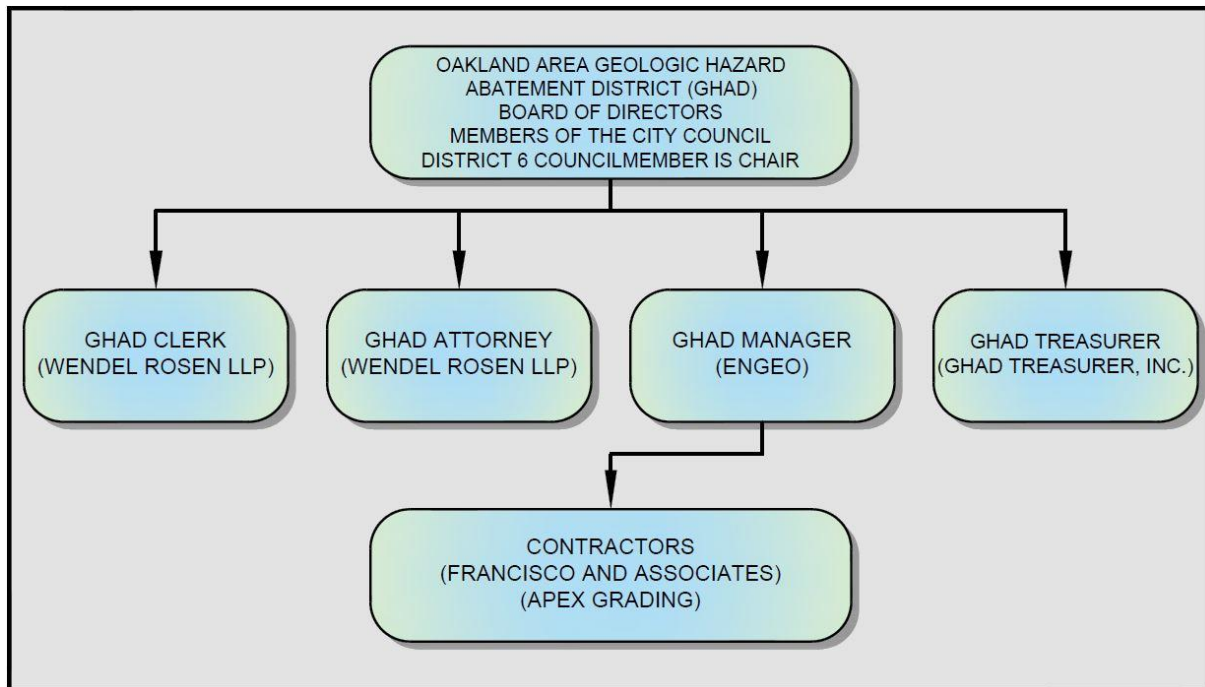 OAKLAND AREA GEOLOGIC HAZARD
ABATEMENT DISTRICT (GHAD)
BOARD OF DIRECTORS
MEMBERS OF THE CITY COUNCIL
DISTRICT 6 COUNCILMEMBER IS CHAIR
GHAD CLERK
(WENDEL ROSEN LLP)
GHAD ATTORNEY
(WENDEL ROSEN LLP)
GHAD MANAGER
(ENGEO)
GHAD TREASURER
(GHAD TREASURER, INC.)
CONTRACTORS
(FRANCISCO AND ASSOCIATES)
(APEX GRADING)